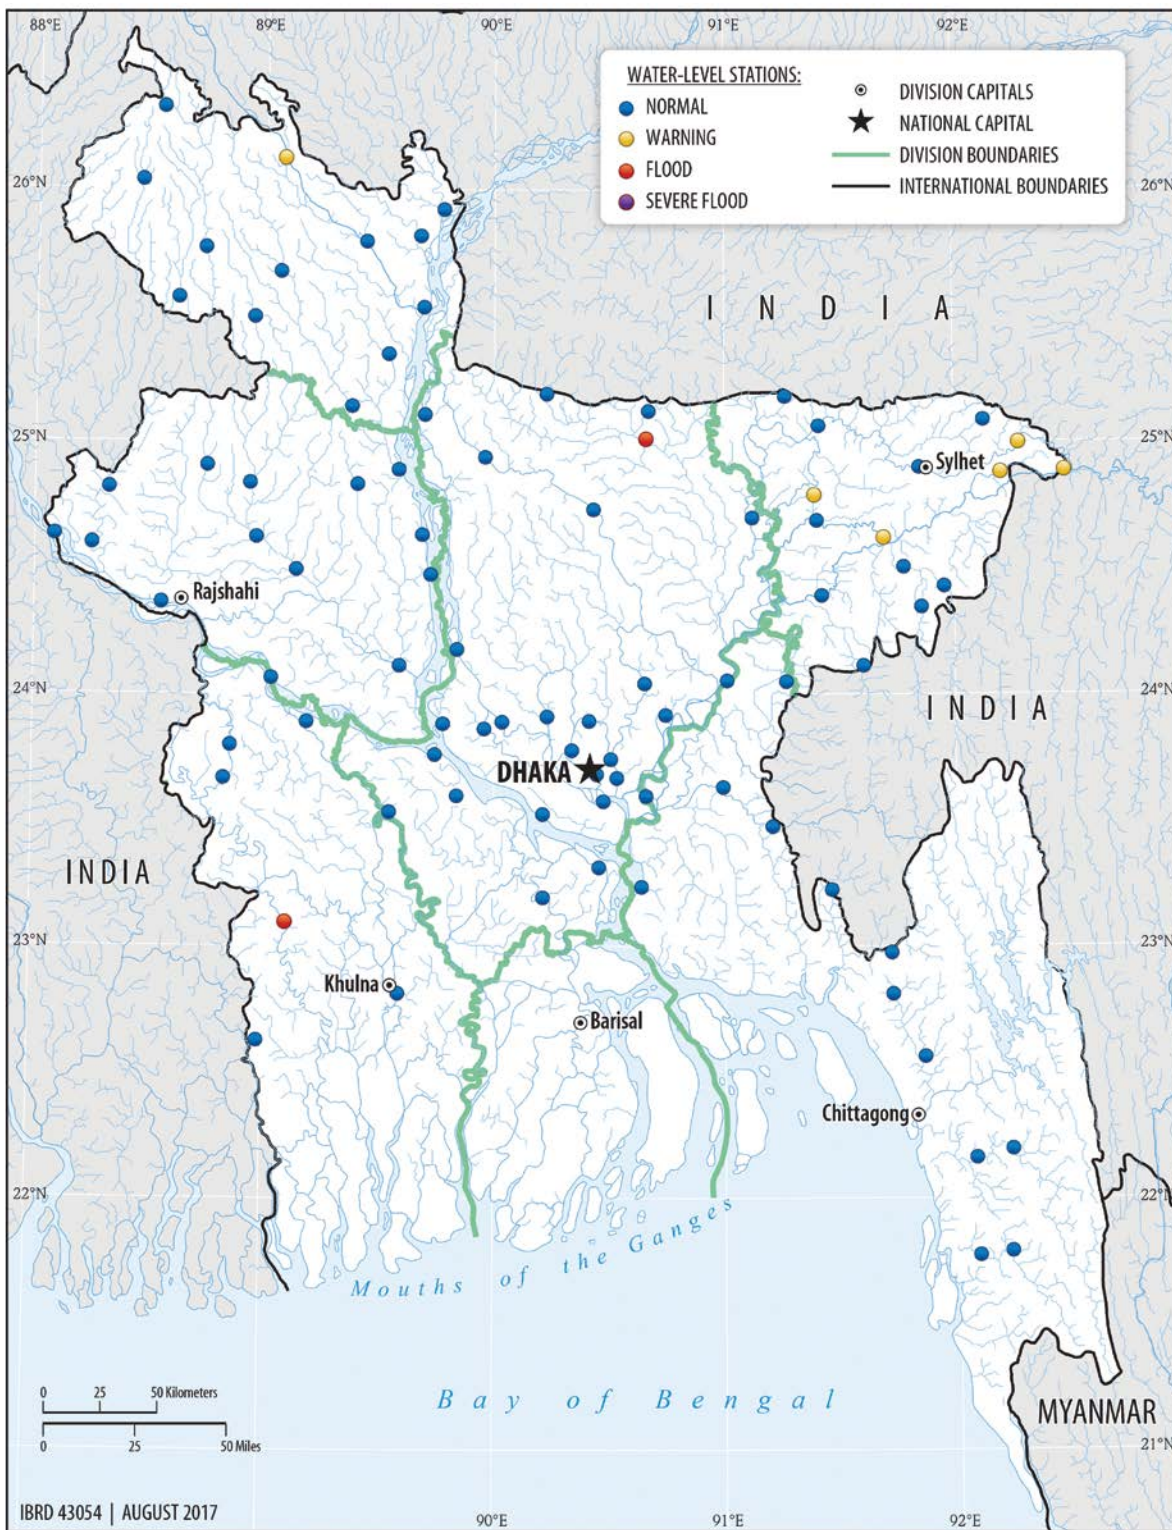 88°E
89°E
90°E
91°E
92°E
WATER-LEVEL STATIONS:
NORMAL
WARNING
FLOOD
SEVERE FLOOD
DIVISION CAPITALS
NATIONAL CAPITAL
DIVISION BOUNDARIES
INTERNATIONAL BOUNDARIES
26°N
26°N
INDIA
25°N
25°N
Sylhet
Rajshahi
24°N
24°N
INDIA
DHAKA
INDIA
23°N
23°N
Khulna
Barisal
Chittagong
22°N
22°N
Mouths of the Ganges
0 25 50 Kilometers
0 25 50 Miles
Bay of Bengal
MYANMAR
21°N
IBRD 43054 | AUGUST 2017
90°E
91°E
92°E